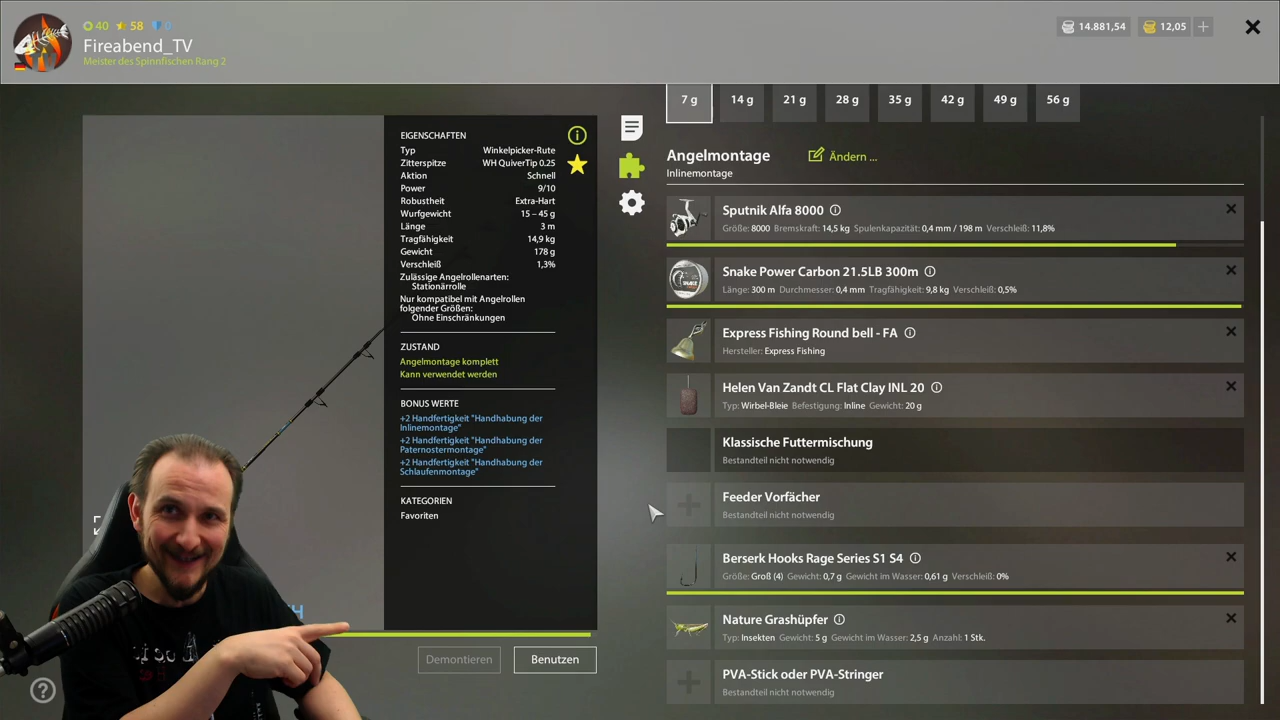 40 58 0
Fireabend_TV
Meister des Spinnfischen Rang 2
14.881,54 12,05
EIGENSCHAFTEN
Typ Winkelpicker-Rute
Zitterspitze WH QuiverTip 0.25
Aktion Schnell
Power 9/10
Robustheit Extra-Hart
Wurfgewicht 15 – 45 g
Länge 3 m
Tragfähigkeit 14,9 kg
Gewicht 178 g
Verschleiß 1,3%
Zulässige Angelrollenarten:
Stationärrolle
Nur kompatibel mit Angelrollen
folgender Größen:
Ohne Einschränkungen
ZUSTAND
Angelmontage komplett
Kann verwendet werden
BONUS WERTE
+2 Handfertigkeit "Handhabung der
Inlinemontage"
+2 Handfertigkeit "Handhabung der
Paternostermontage"
+2 Handfertigkeit "Handhabung der
Schlaufenmontage"
KATEGORIEN
Favoriten
Demontieren Benutzen
7 g 14 g 21 g 28 g 35 g 42 g 49 g 56 g
Angelmontage Ändern ...
Inlinemontage
Sputnik Alfa 8000
Größe: 8000 Bremskraft: 14,5 kg Spulenkapazität: 0,4 mm / 198 m Verschleiß: 11,8%
Snake Power Carbon 21.5LB 300m
Länge: 300 m Durchmesser: 0,4 mm Tragfähigkeit: 9,8 kg Verschleiß: 0,5%
Express Fishing Round bell - FA
Hersteller: Express Fishing
Helen Van Zandt CL Flat Clay INL 20
Typ: Wirbel-Bleie Befestigung: Inline Gewicht: 20 g
Klassische Futtermischung
Bestandteil nicht notwendig
Feeder Vorfächer
Bestandteil nicht notwendig
Berserk Hooks Rage Series S1 S4
Größe: Groß (4) Gewicht: 0,7 g Gewicht im Wasser: 0,61 g Verschleiß: 0%
Nature Grashüpfer
Typ: Insekten Gewicht: 5 g Gewicht im Wasser: 2,5 g Anzahl: 1 Stk.
PVA-Stick oder PVA-Stringer
Bestandteil nicht notwendig